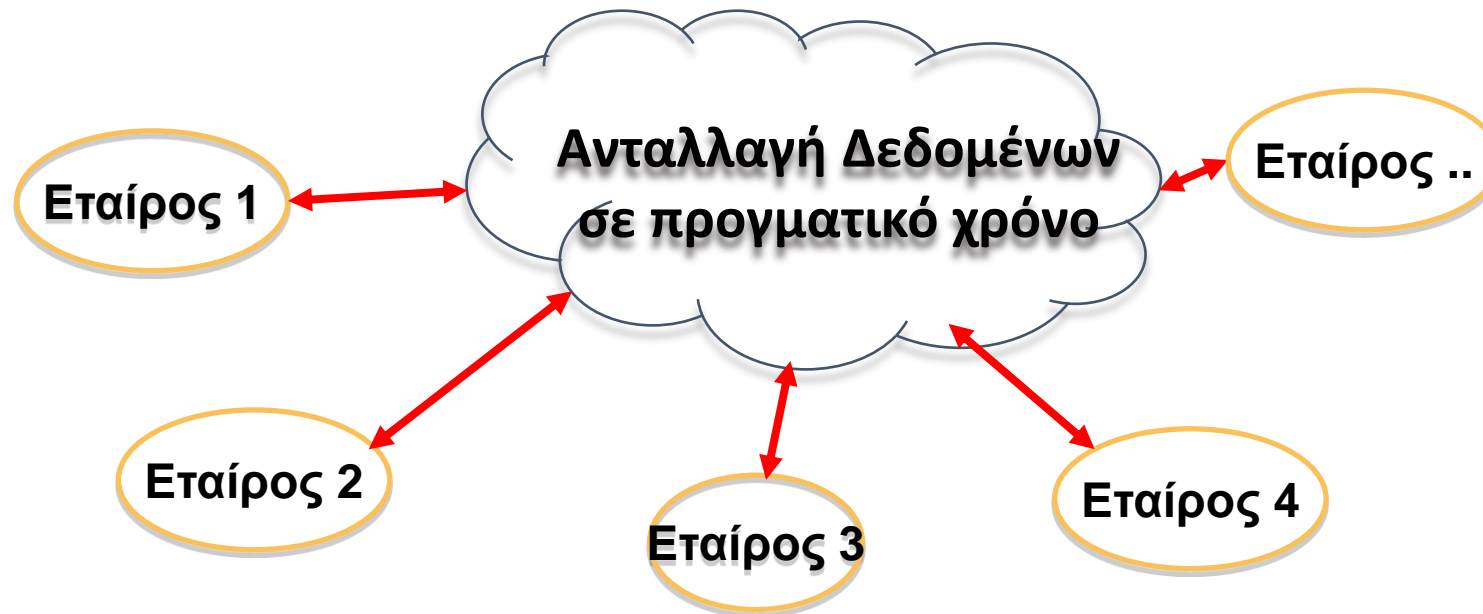 Ανταλλαγή Δεδομένων
σε προγματικό χρόνο
Εταίρος 1
Εταίρος ..
Εταίρος 2
Εταίρος 3
Εταίρος 4